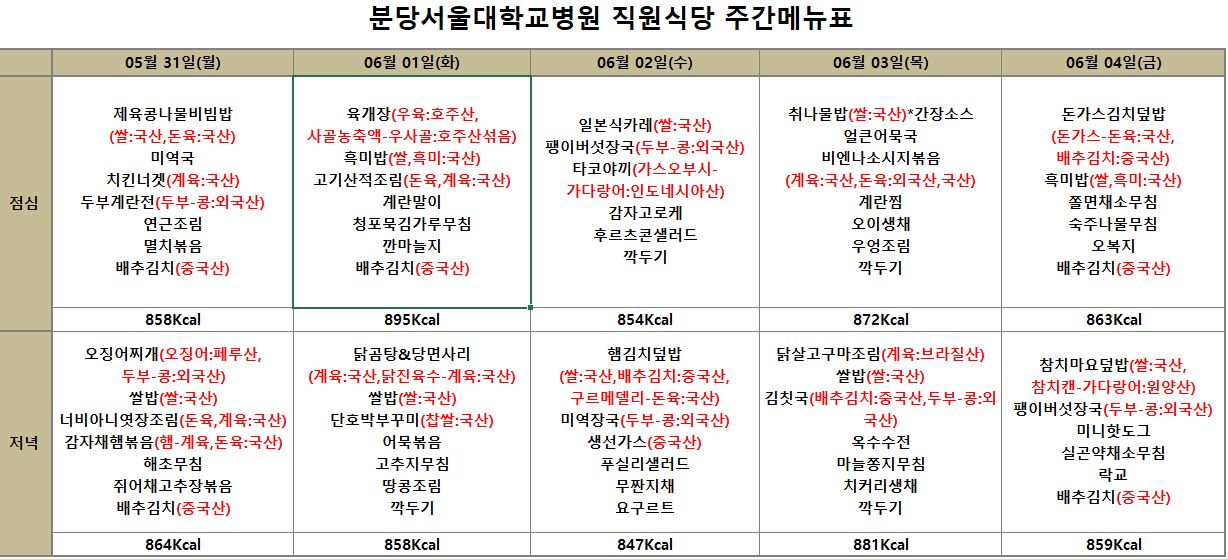 분당서울대학교병원 직원식당 주간메뉴표
05월 31일(월)
06월 01일(화)
06월 02일(수)
06월 03일(목)
06월 04일(금)
점심
제육콩나물비빔밥
(쌀:국산,돈육:국산)
미역국
치킨너겟(계육:국산)
두부계란전(두부-콩:외국산)
연근조림
멸치볶음
배추김치(중국산)
육개장(우육:호주산,
사골농축액-우사골:호주산섞음)
흑미밥(쌀,흑미:국산)
고기산적조림(돈육,계육:국산)
계란말이
청포묵김가루무침
깐마늘지
배추김치(중국산)
일본식카레(쌀:국산)
팽이버섯장국(두부-콩:외국산)
타코야끼(가스오부시-
가다랑어:인도네시아산)
감자고로케
후르츠콘샐러드
깍두기
취나물밥(쌀:국산)*간장소스
얼큰어묵국
비엔나소시지볶음
(계육:국산,돈육:외국산,국산)
계란찜
오이생채
우엉조림
깍두기
돈가스김치덮밥
(돈가스-돈육:국산,
배추김치:중국산)
흑미밥(쌀,흑미:국산)
쫄면채소무침
숙주나물무침
오복지
배추김치(중국산)
858Kcal
895Kcal
854Kcal
872Kcal
863Kcal
저녁
오징어찌개(오징어:페루산,
두부-콩:외국산)
쌀밥(쌀:국산)
너비아니엿장조림(돈육,계육:국산)
감자채햄볶음(햄-계육,돈육:국산)
해초무침
쥐어채고추장볶음
배추김치(중국산)
닭곰탕&당면사리
(계육:국산,닭진육수-계육:국산)
쌀밥(쌀:국산)
단호박부꾸미(찹쌀:국산)
어묵볶음
고추지무침
땅콩조림
깍두기
햄김치덮밥
(쌀:국산,배추김치:중국산,
구르메델리-돈육:국산)
미역장국(두부-콩:외국산)
생선가스(중국산)
푸실리샐러드
무짠지채
요구르트
닭살고구마조림(계육:브라질산)
쌀밥(쌀:국산)
김칫국(배추김치:중국산,두부-콩:외
국산)
옥수수전
마늘쫑지무침
치커리생채
깍두기
참치마요덮밥(쌀:국산,
참치캔-가다랑어:원양산)
팽이버섯장국(두부-콩:외국산)
미니핫도그
실곤약채소무침
락교
배추김치(중국산)
864Kcal
858Kcal
847Kcal
881Kcal
859Kcal